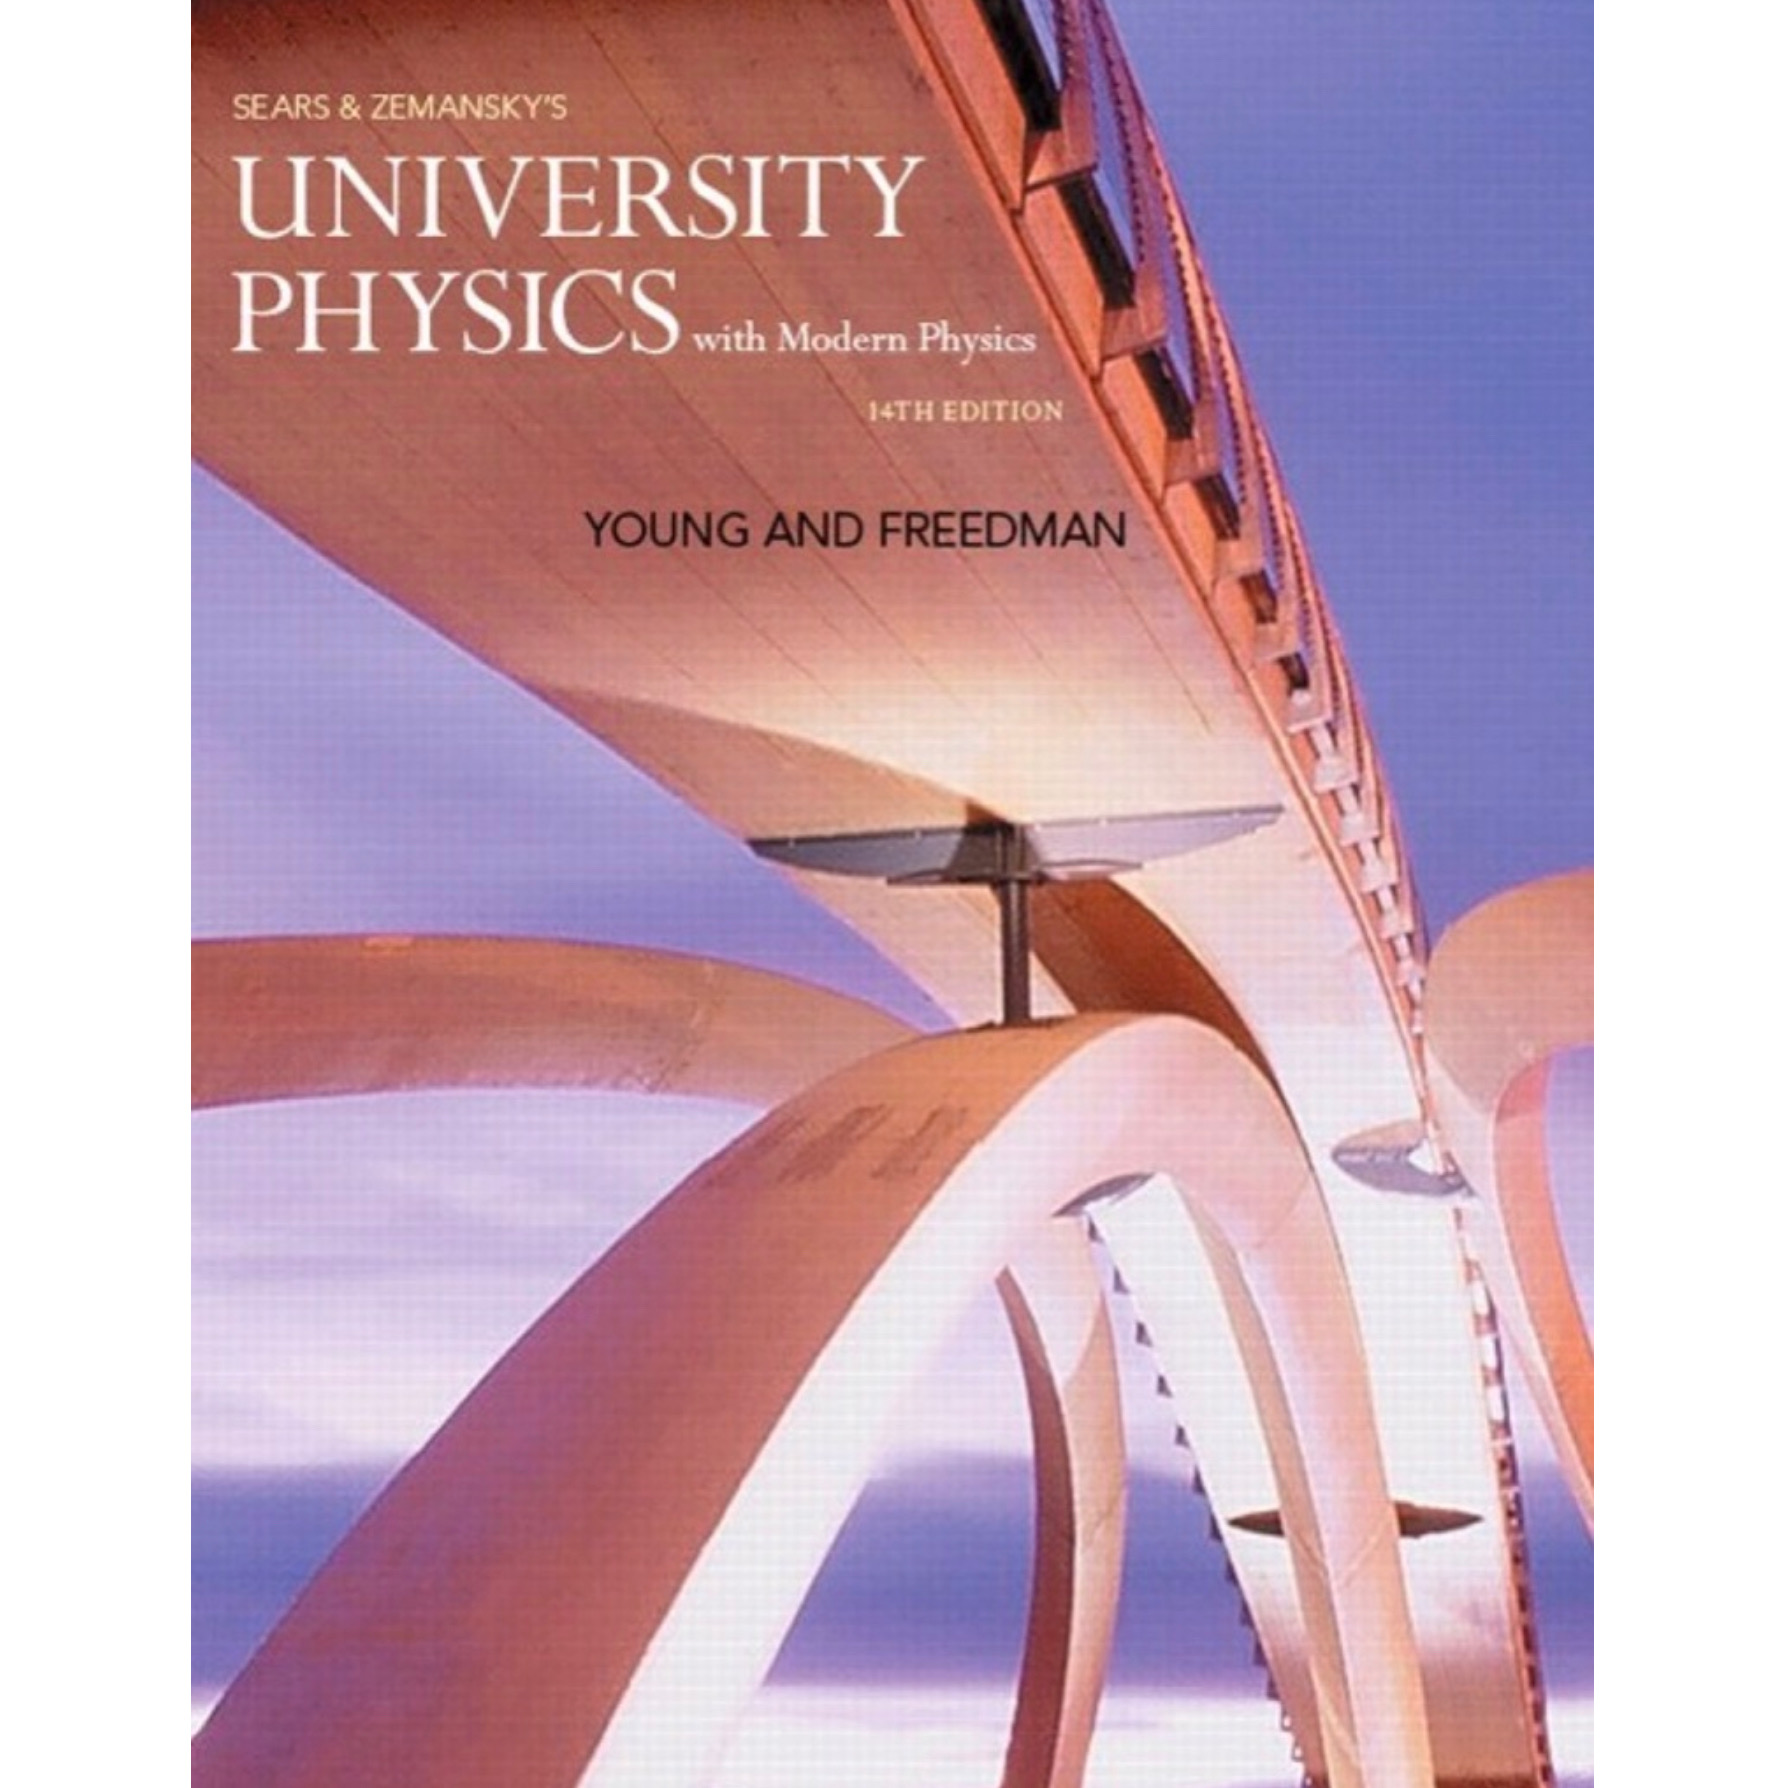 SEARS & ZEMANSKY'S
UNIVERSITY
PHYSICS with Modern Physics
14TH EDITION
YOUNG AND FREEDMAN